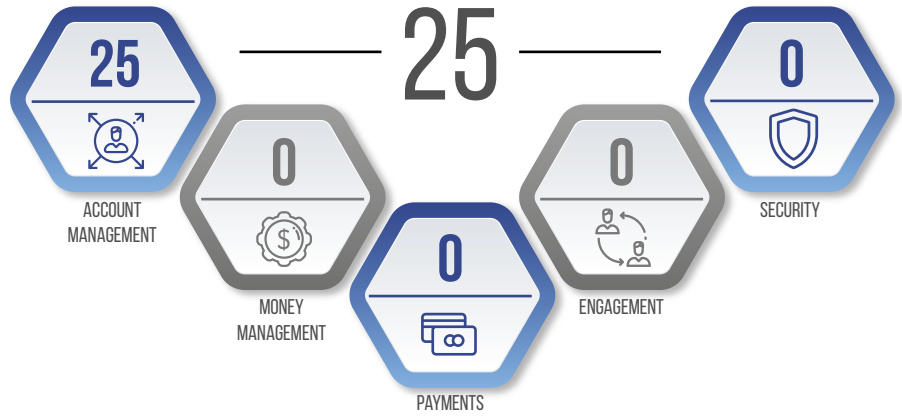 25
25
0
0
0
0
$
ACCOUNT
MANAGEMENT
SECURITY
MONEY
MANAGEMENT
ENGAGEMENT
PAYMENTS